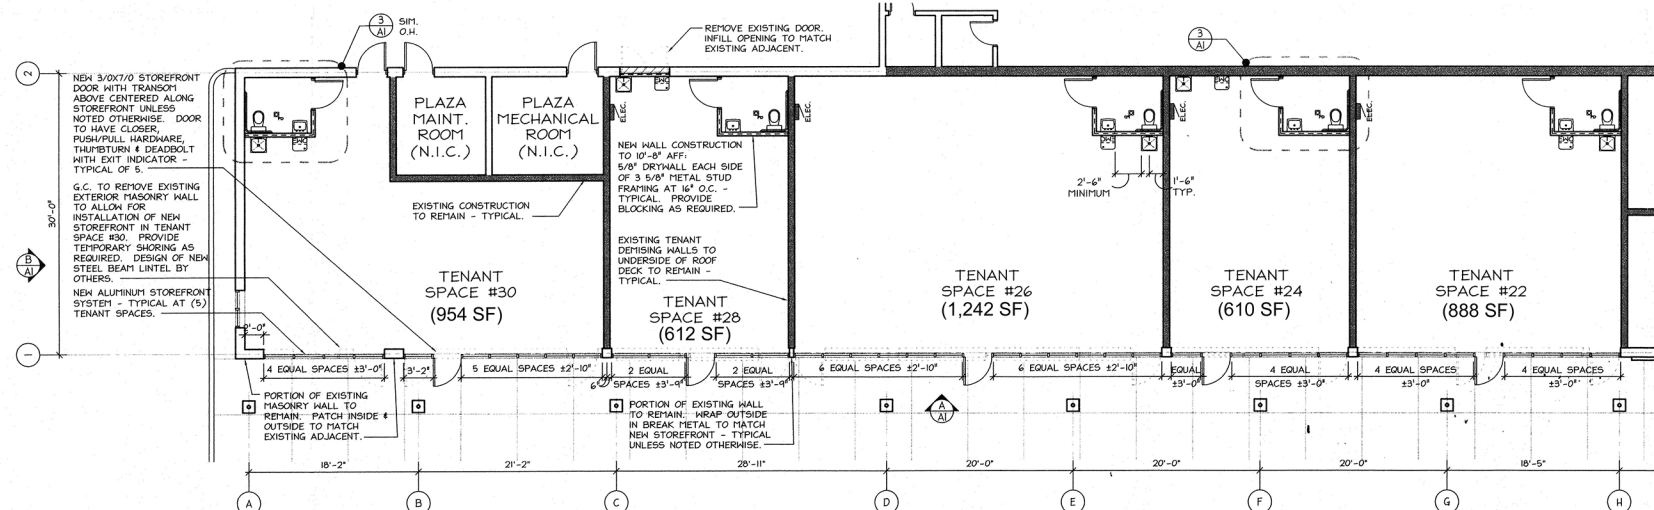 3
A1
SIM.
O.H.
REMOVE EXISTING DOOR.
INFILL OPENING TO MATCH
EXISTING ADJACENT.
3
A1
2
NEW 3/0X7/0 STOREFRONT
DOOR WITH TRANSOM
ABOVE CENTERED ALONG
STOREFRONT UNLESS
NOTED OTHERWISE. DOOR
TO HAVE CLOSER,
PUSH/PULL HARDWARE,
THUMBTURN & DEADBOLT
WITH EXIT INDICATOR -
TYPICAL OF 5.
G.C. TO REMOVE EXISTING
EXTERIOR MASONRY WALL
TO ALLOW FOR
INSTALLATION OF NEW
STOREFRONT IN TENANT
SPACE #30. PROVIDE
TEMPORARY SHORING AS
REQUIRED. DESIGN OF NEW
STEEL BEAM LINTEL BY
OTHERS.
NEW ALUMINUM STOREFRONT
SYSTEM - TYPICAL AT (5)
TENANT SPACES.
30'-0"
B
A1
1
2'-0"
PLAZA
MAINT.
ROOM
(N.I.C.)
PLAZA
MECHANICAL
ROOM
(N.I.C.)
ELEC.
ELEC.
ELEC.
ELEC.
NEW WALL CONSTRUCTION
TO 10'-8" AFF:
5/8" DRYWALL EACH SIDE
OF 3 5/8" METAL STUD
FRAMING AT 16" O.C. -
TYPICAL. PROVIDE
BLOCKING AS REQUIRED.
EXISTING CONSTRUCTION
TO REMAIN - TYPICAL.
EXISTING TENANT
DEMISING WALLS TO
UNDERSIDE OF ROOF
DECK TO REMAIN -
TYPICAL.
2'-6"
MINIMUM
1'-6"
TYP.
TENANT
SPACE #30
(954 SF)
TENANT
SPACE #28
(612 SF)
TENANT
SPACE #26
(1,242 SF)
TENANT
SPACE #24
(610 SF)
TENANT
SPACE #22
(888 SF)
4 EQUAL SPACES ±3'-0"
3'-2"
5 EQUAL SPACES ±2'-10"
6"
2 EQUAL
SPACES ±3'-9"
2 EQUAL
SPACES ±3'-9"
6 EQUAL SPACES ±2'-10"
6 EQUAL SPACES ±2'-10"
EQUAL
±3'-0"
4 EQUAL
SPACES ±3'-0"
4 EQUAL SPACES
±3'-0"
4 EQUAL SPACES
±3'-0"
PORTION OF EXISTING
MASONRY WALL TO
REMAIN. PATCH INSIDE &
OUTSIDE TO MATCH
EXISTING ADJACENT.
PORTION OF EXISTING WALL
TO REMAIN. WRAP OUTSIDE
IN BREAK METAL TO MATCH
NEW STOREFRONT - TYPICAL
UNLESS NOTED OTHERWISE.
A
A1
18'-2"
21'-2"
28'-11"
20'-0"
20'-0"
20'-0"
18'-5"
A
B
C
D
E
F
G
H